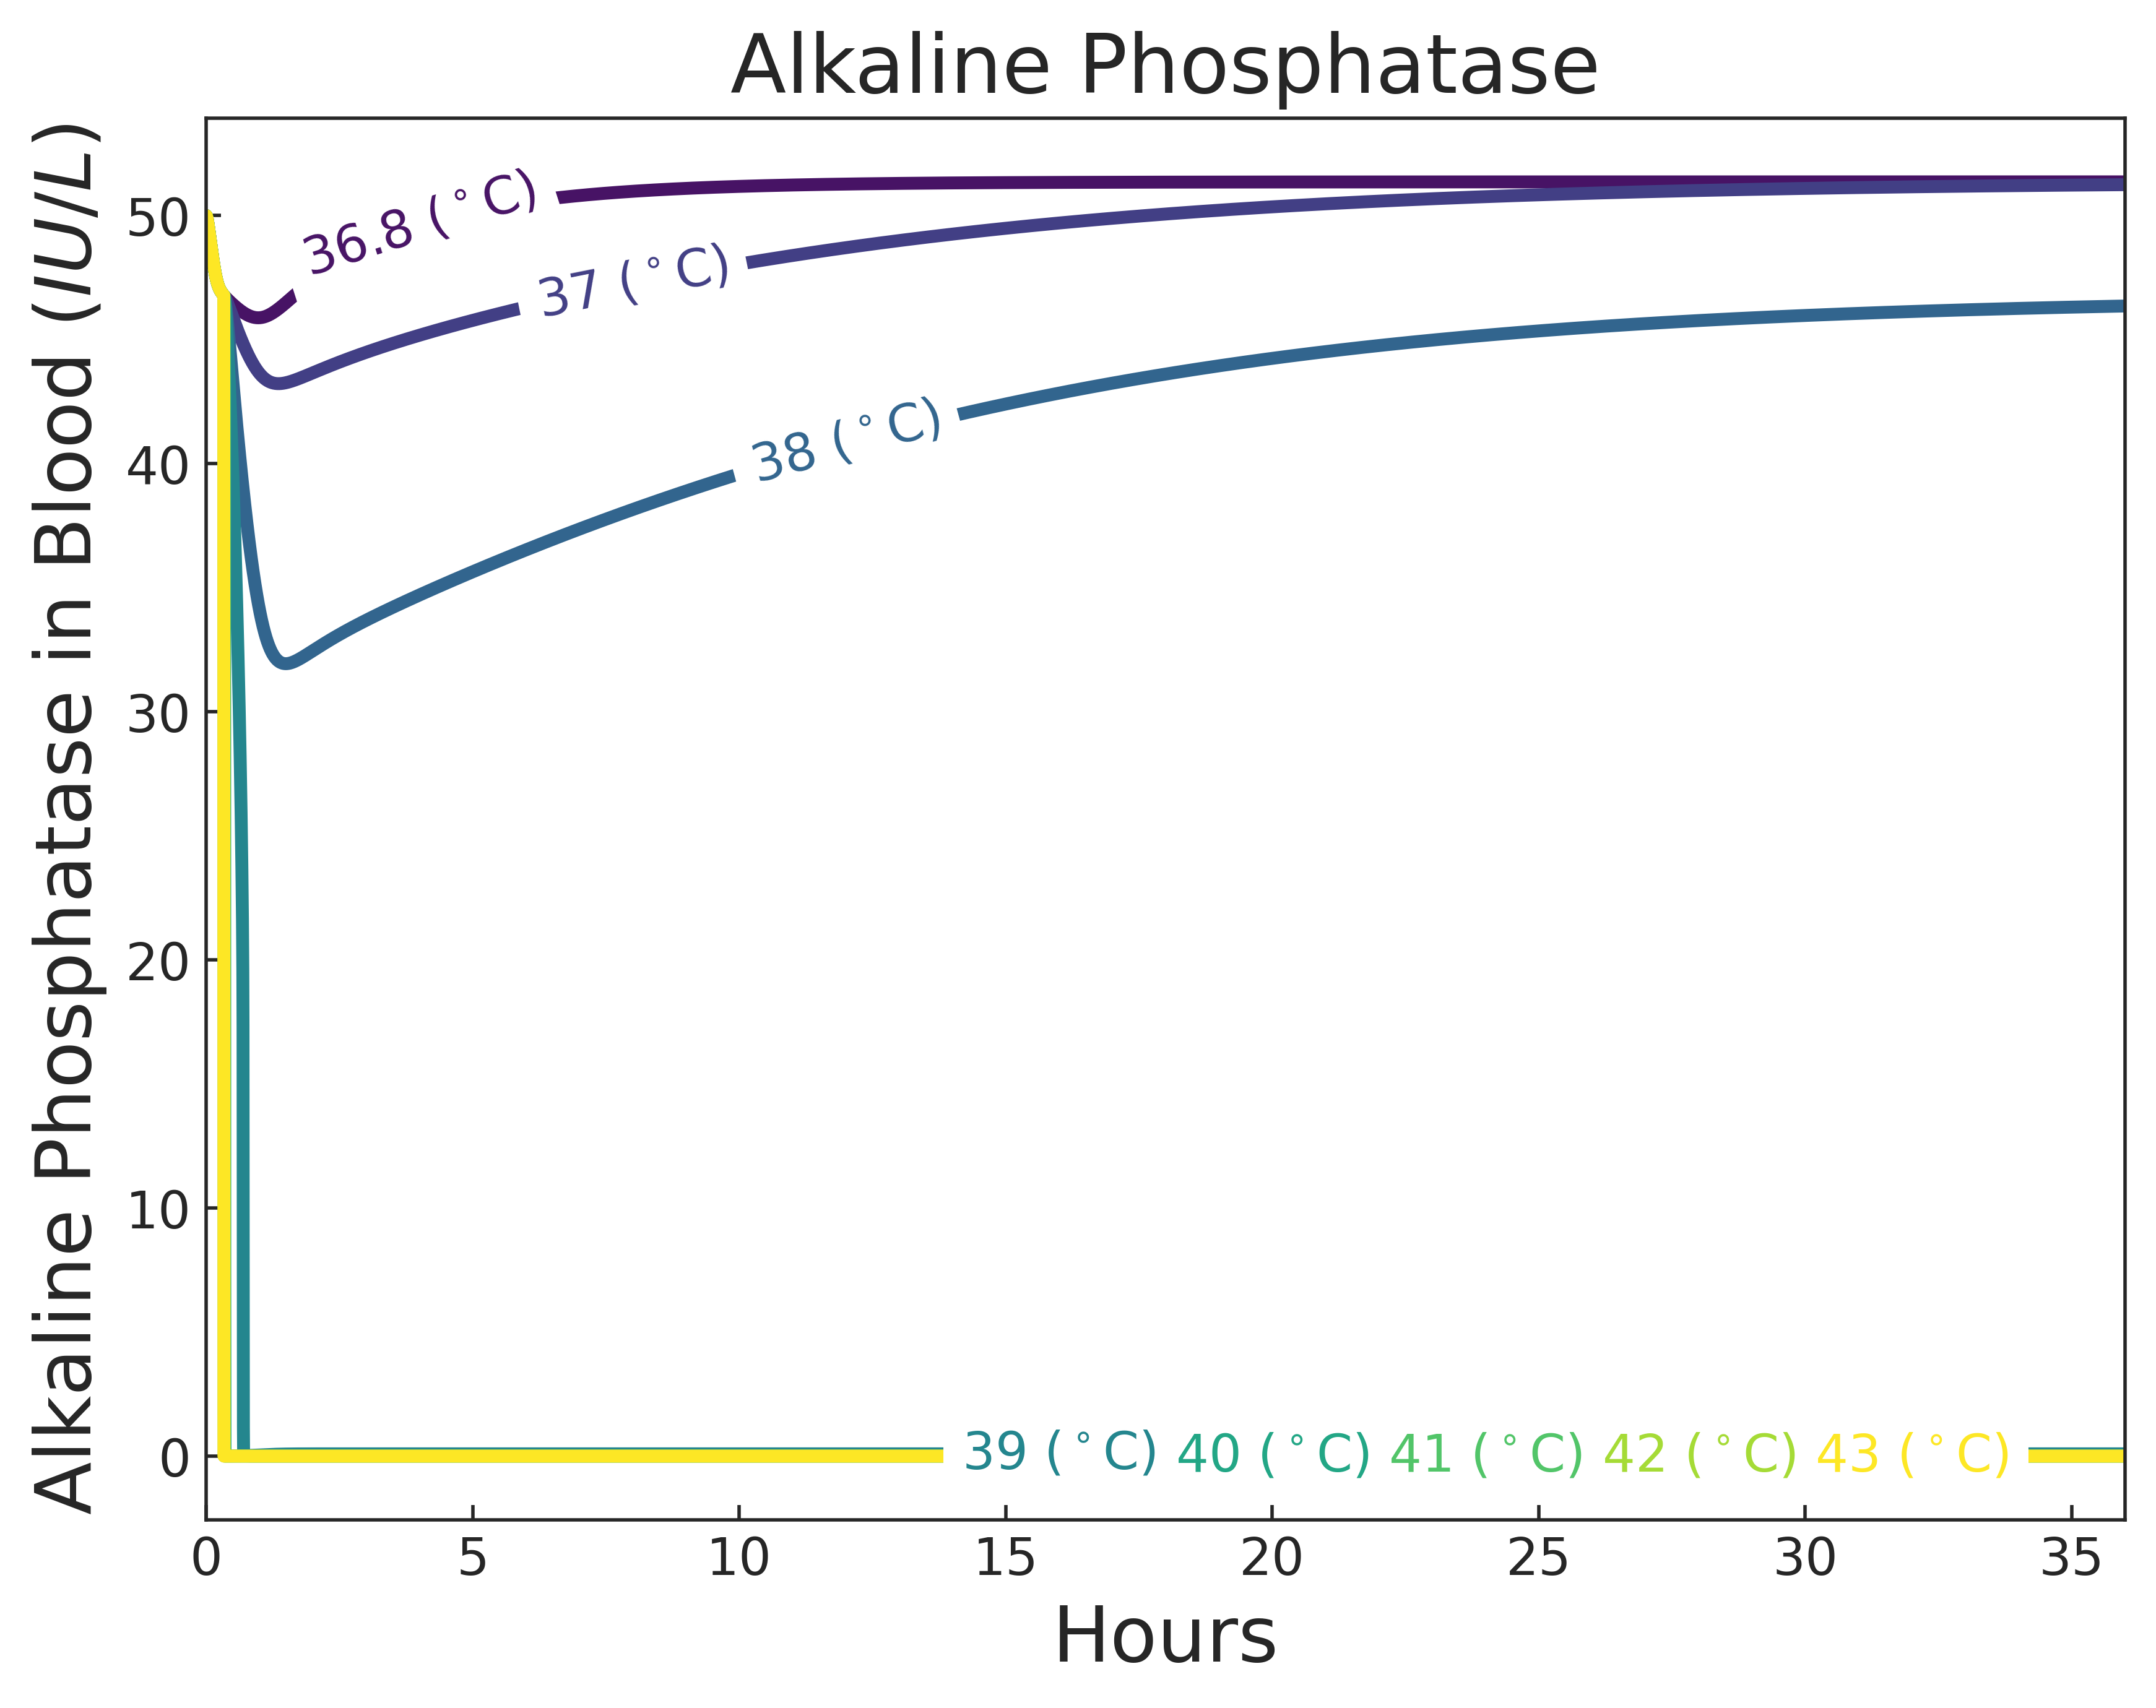 Alkaline Phosphatase
Alkaline Phosphatase in Blood (IU/L)
50
40
30
20
10
0
36.8 (°C)
37 (°C)
38 (°C)
39 (°C) 40 (°C) 41 (°C) 42 (°C) 43 (°C)
0 5 10 15 20 25 30 35
Hours